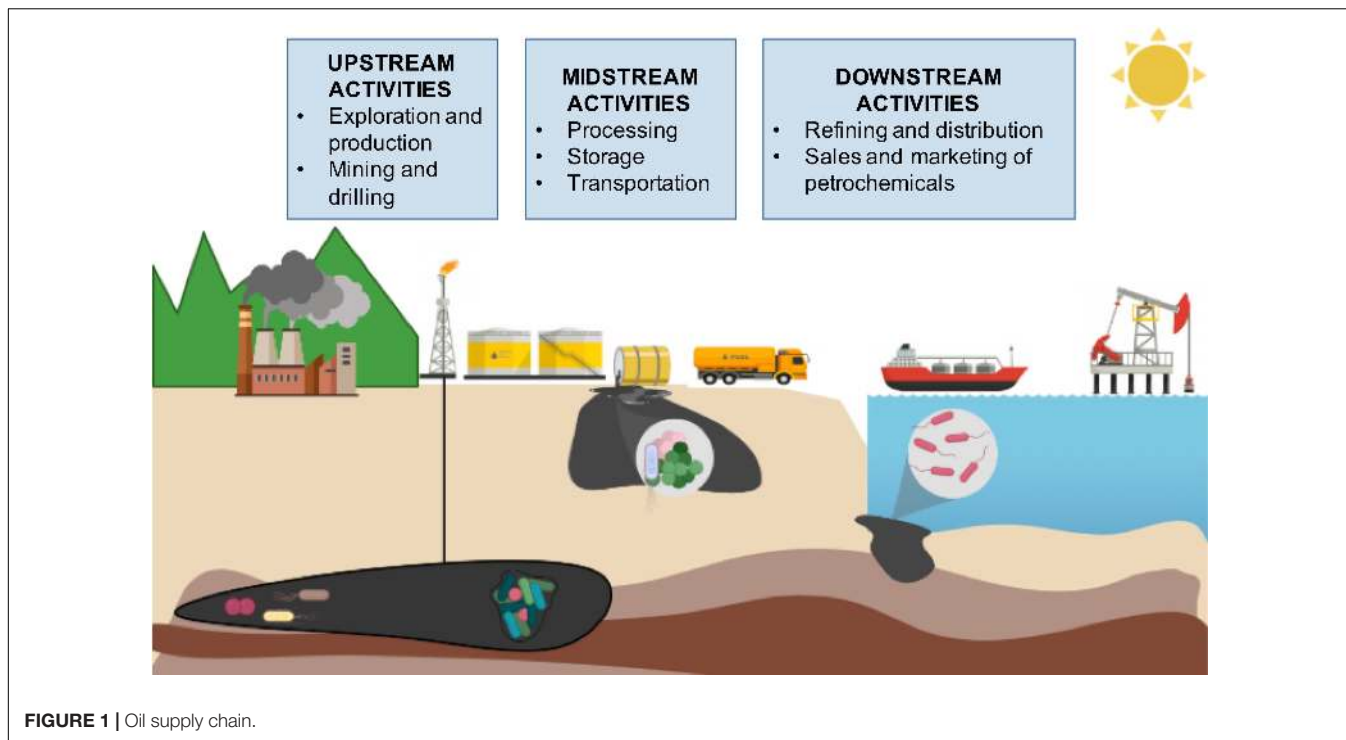 UPSTREAM
ACTIVITIES
• Exploration and
production
• Mining and
drilling
MIDSTREAM
ACTIVITIES
• Processing
• Storage
• Transportation
DOWNSTREAM
ACTIVITIES
• Refining and distribution
• Sales and marketing of
petrochemicals
FUEL
FIGURE 1 | Oil supply chain.